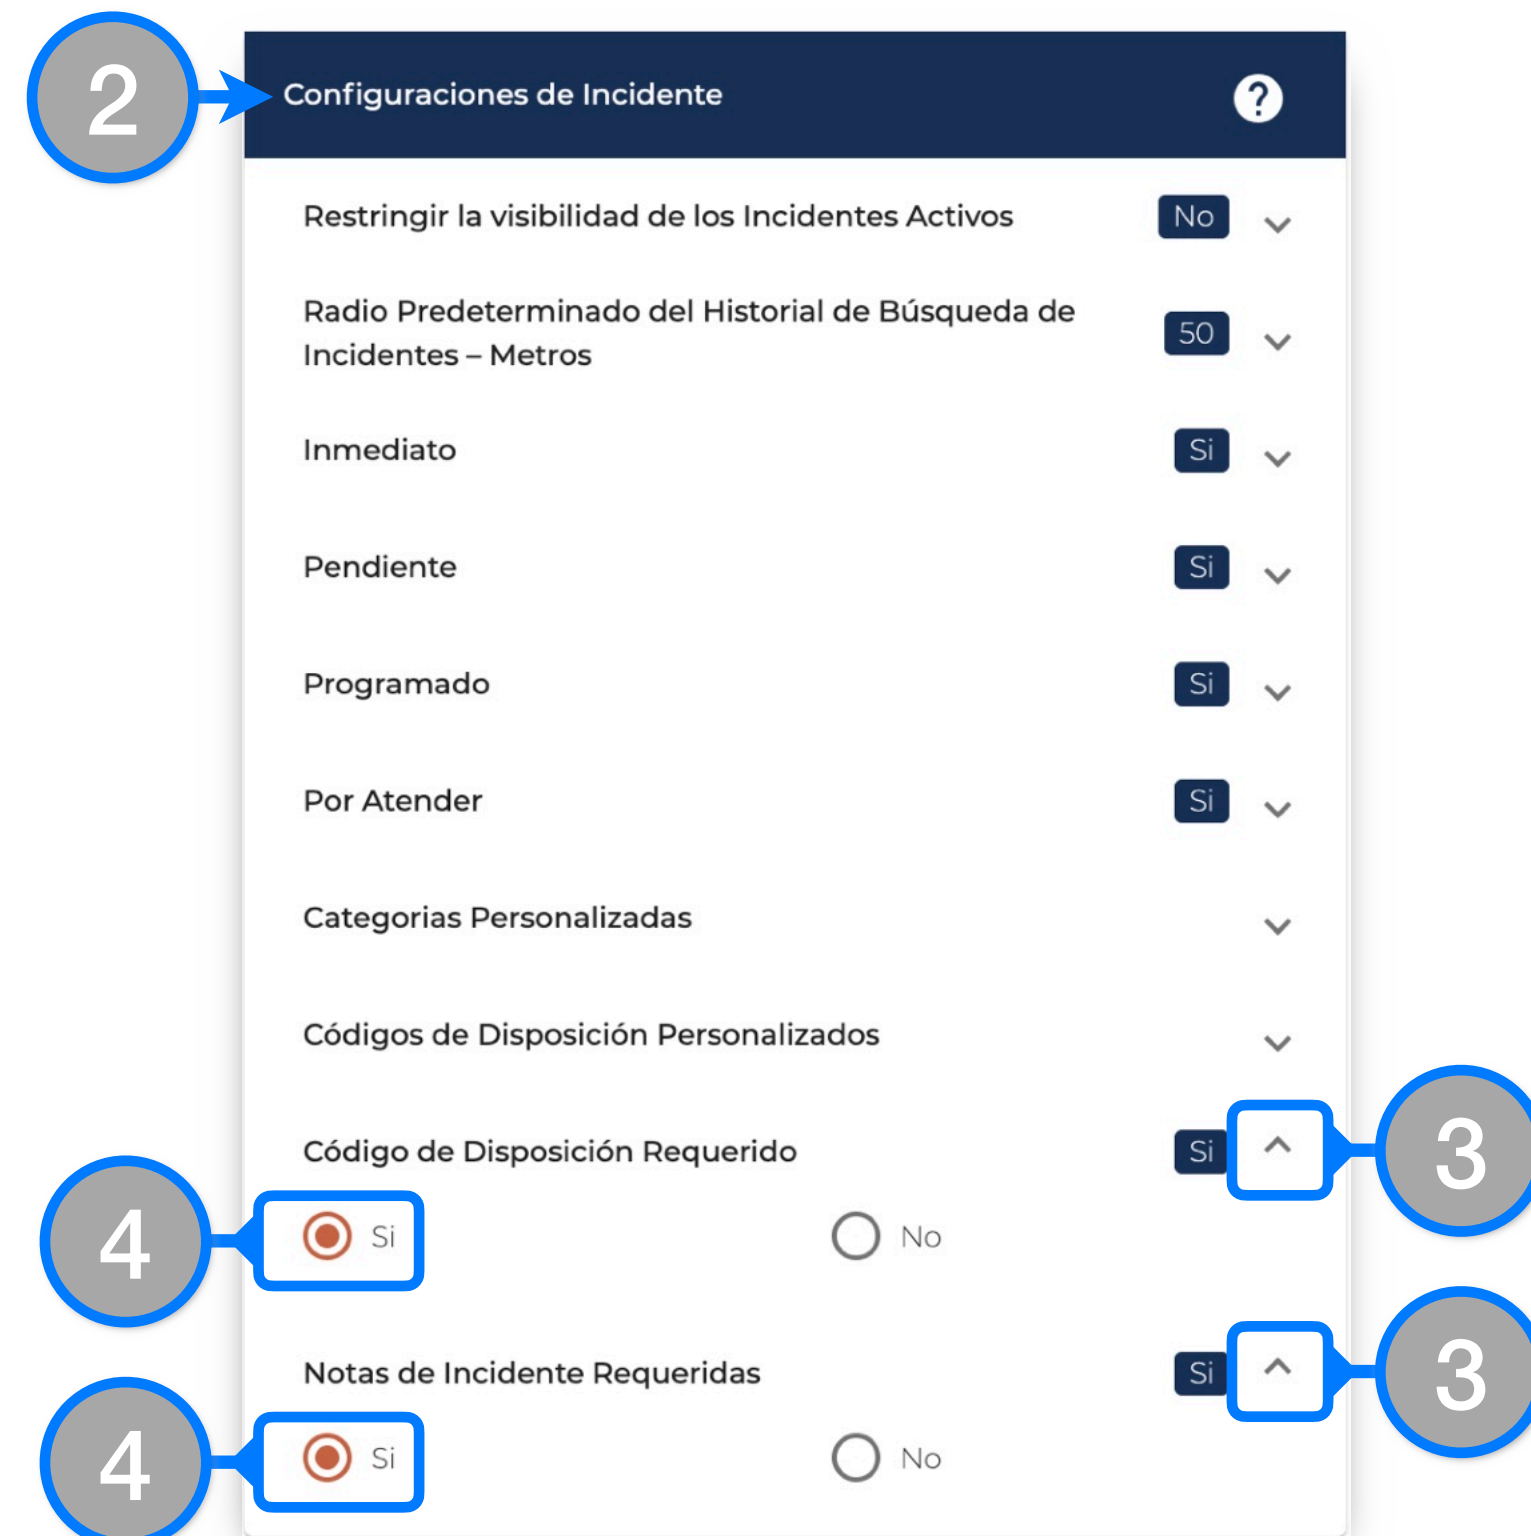 2
Configuraciones de Incidente
?
Restringir la visibilidad de los Incidentes Activos
No
Radio Predeterminado del Historial de Búsqueda de
Incidentes – Metros
50
Inmediato
Si
Pendiente
Si
Programado
Si
Por Atender
Si
Categorias Personalizadas
Códigos de Disposición Personalizados
Código de Disposición Requerido
Si
3
4
Si
No
Notas de Incidente Requeridas
Si
3
4
Si
No